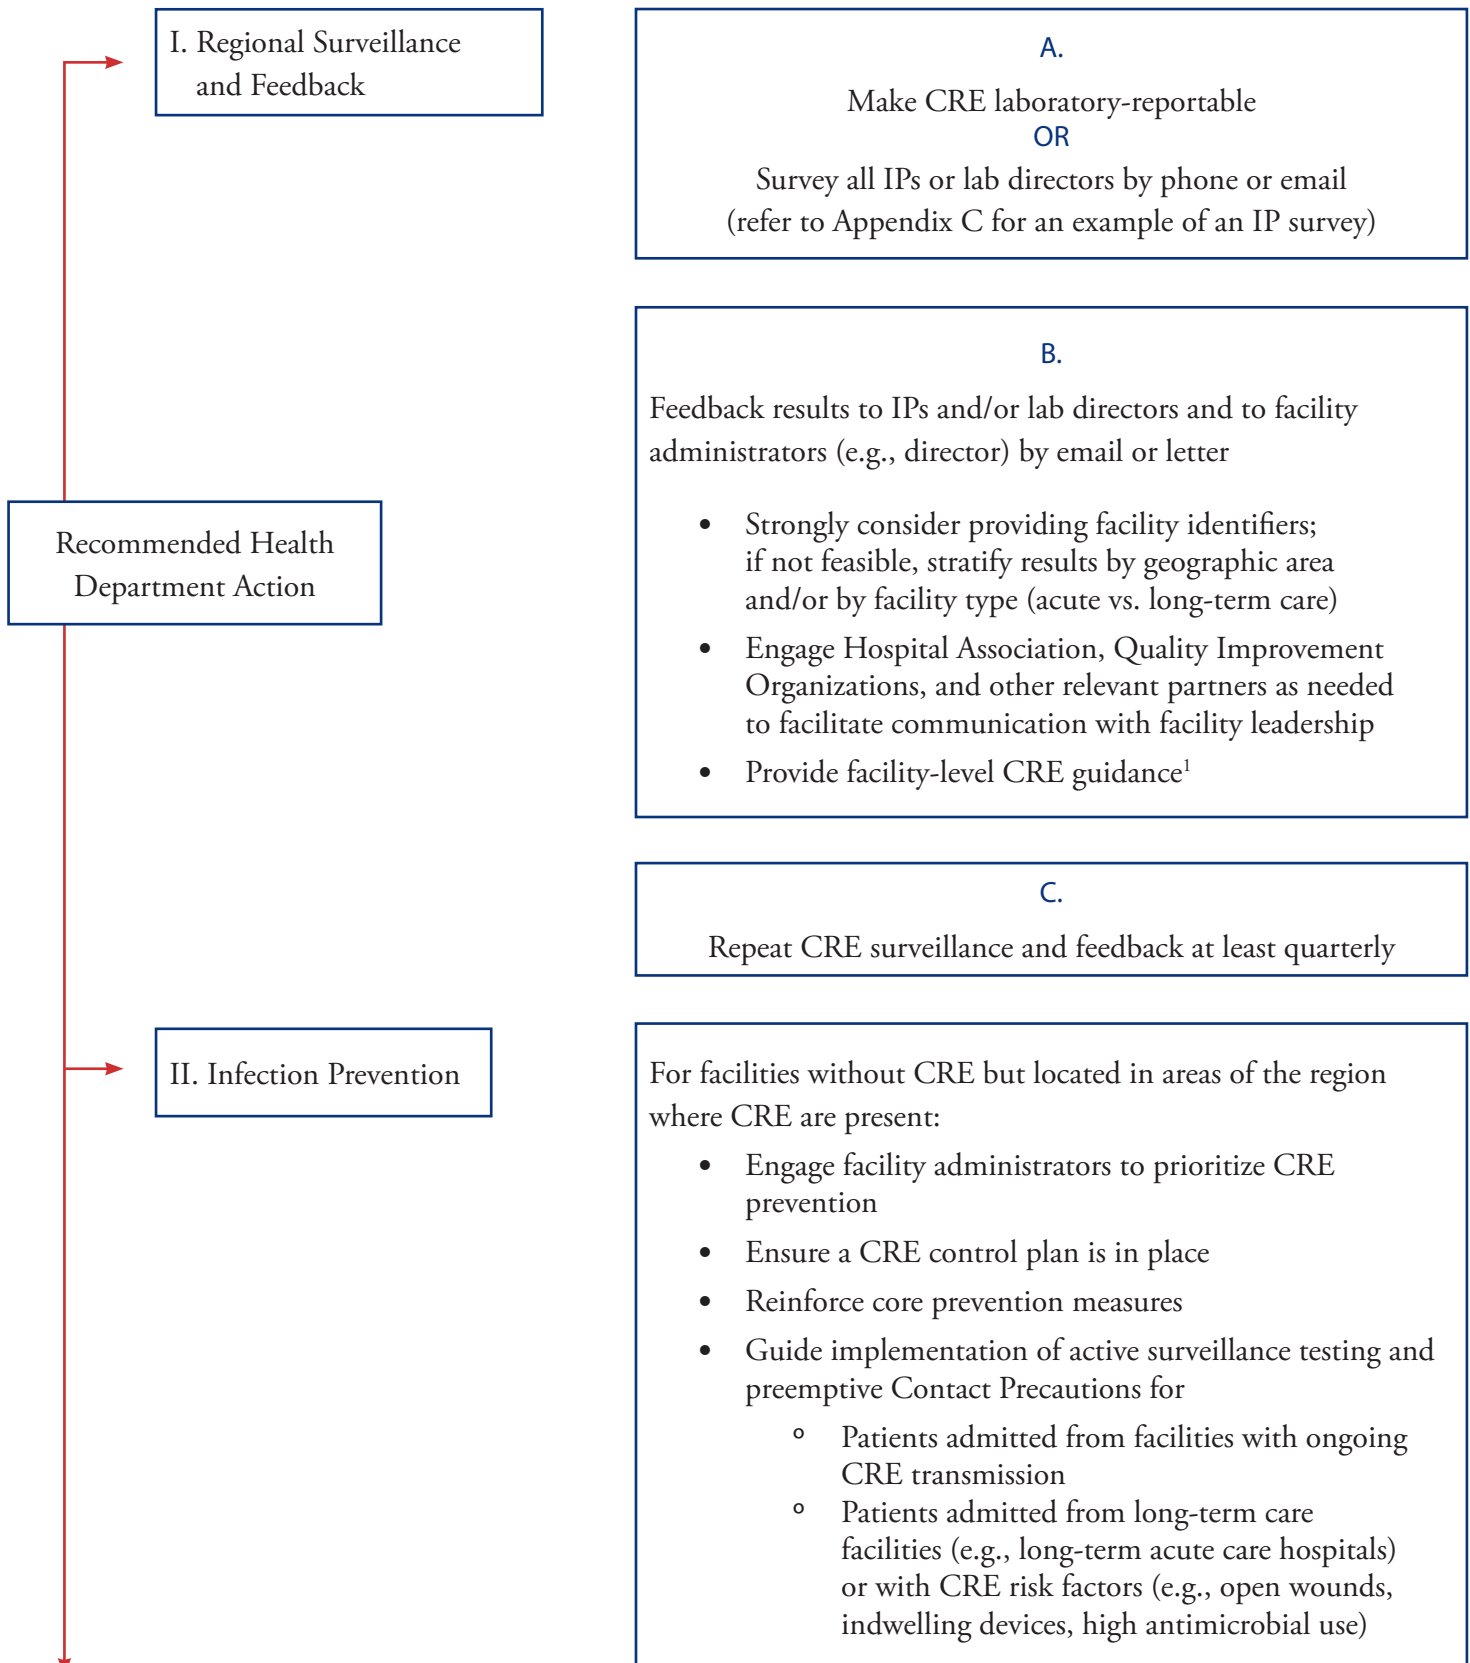 I. Regional Surveillance
and Feedback
A.
Make CRE laboratory-reportable
OR
Survey all IPs or lab directors by phone or email
(refer to Appendix C for an example of an IP survey)
B.
Feedback results to IPs and/or lab directors and to facility
administrators (e.g., director) by email or letter
• Strongly consider providing facility identifiers;
if not feasible, stratify results by geographic area
and/or by facility type (acute vs. long-term care)
• Engage Hospital Association, Quality Improvement
Organizations, and other relevant partners as needed
to facilitate communication with facility leadership
• Provide facility-level CRE guidance¹
Recommended Health
Department Action
C.
Repeat CRE surveillance and feedback at least quarterly
II. Infection Prevention
For facilities without CRE but located in areas of the region
where CRE are present:
• Engage facility administrators to prioritize CRE
prevention
• Ensure a CRE control plan is in place
• Reinforce core prevention measures
• Guide implementation of active surveillance testing and
preemptive Contact Precautions for
o Patients admitted from facilities with ongoing
CRE transmission
o Patients admitted from long-term care
facilities (e.g., long-term acute care hospitals)
or with CRE risk factors (e.g., open wounds,
indwelling devices, high antimicrobial use)